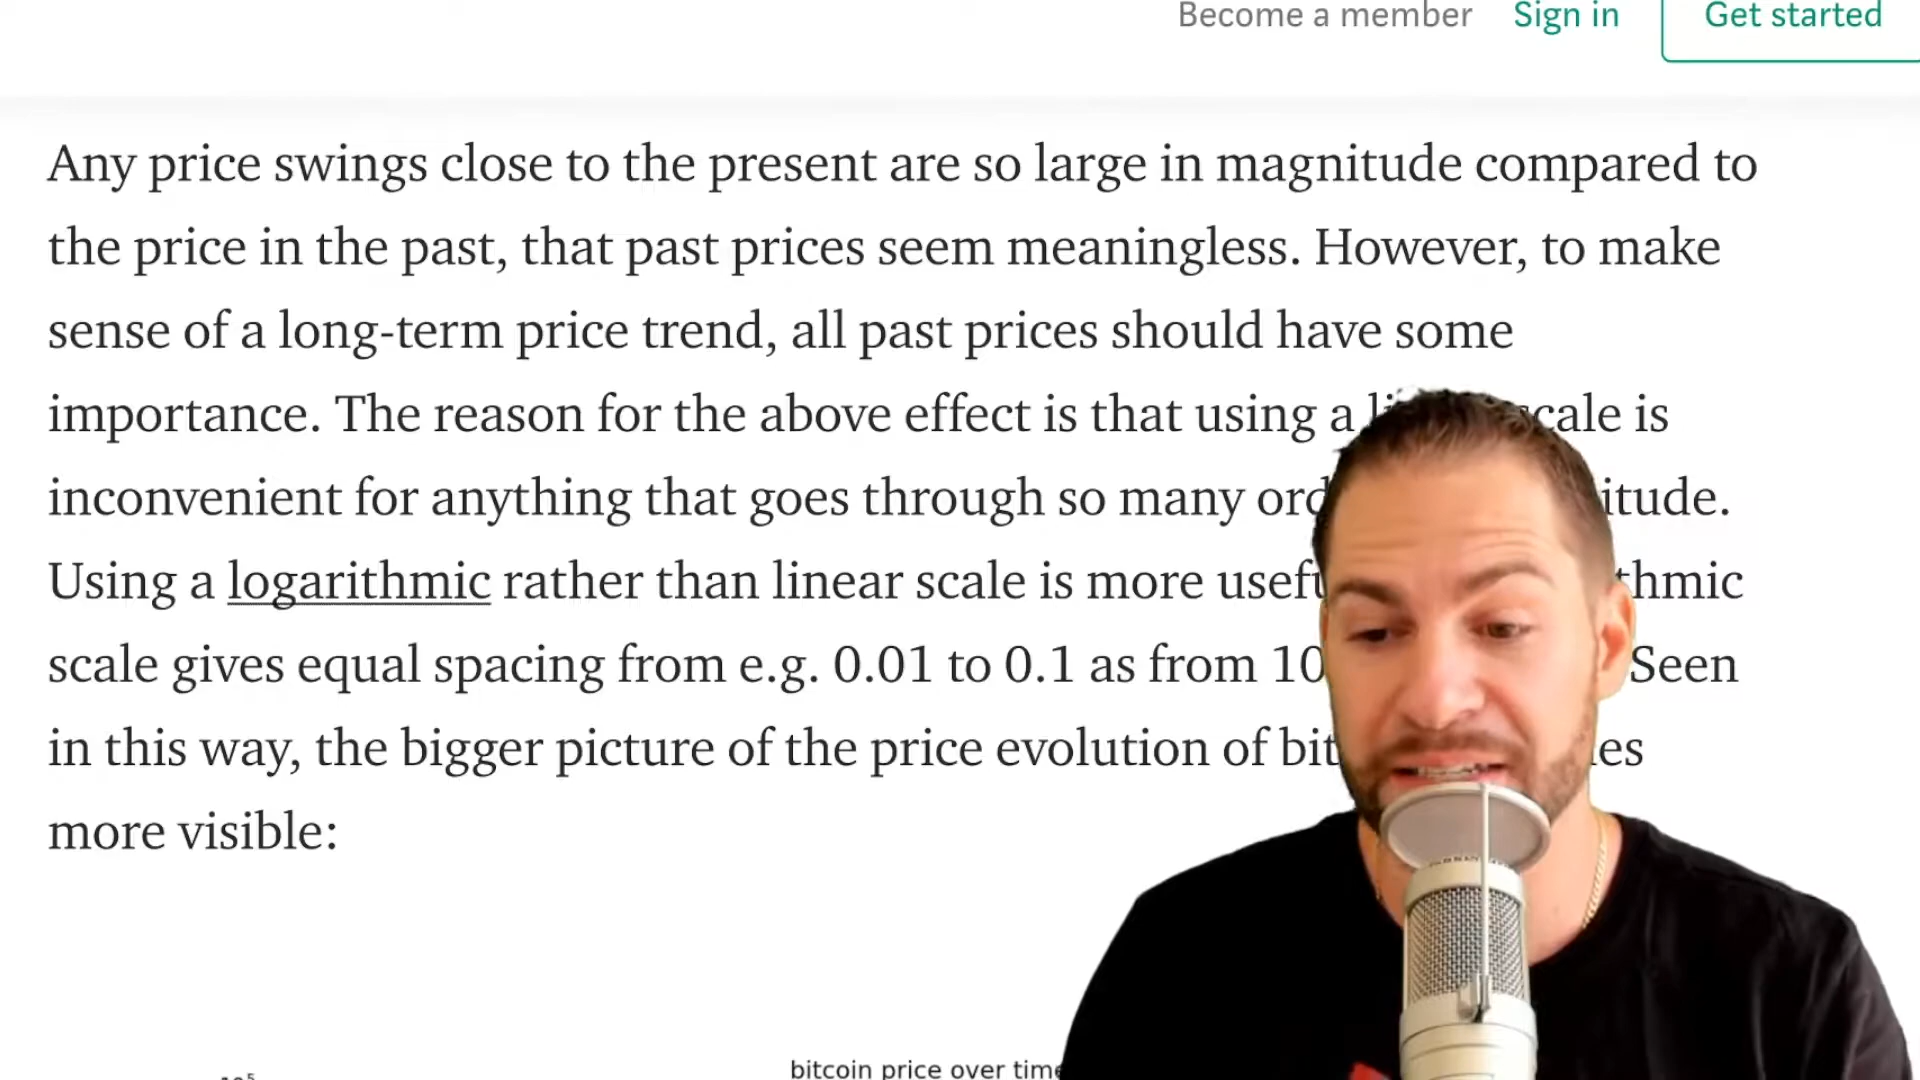 Become a member Sign in Get started
Any price swings close to the present are so large in magnitude compared to
the price in the past, that past prices seem meaningless. However, to make
sense of a long-term price trend, all past prices should have some
importance. The reason for the above effect is that using a scale is
inconvenient for anything that goes through so many
Using a logarithmic rather than linear scale is more
scale gives equal spacing from e.g. 0.01 to 0.1 as from 10 Seen
in this way, the bigger picture of the price evolution of
more visible:
bitcoin price over time